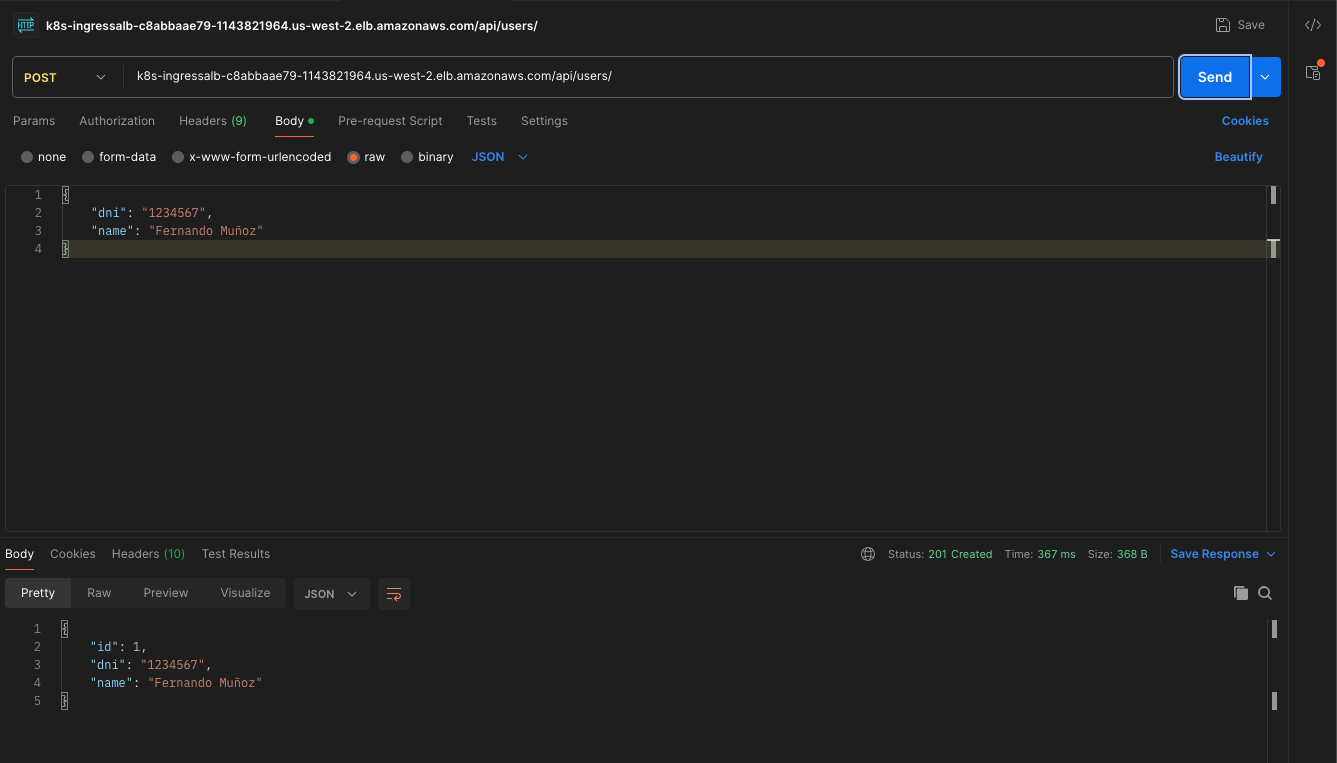 HTTP k8s-ingressalb-c8abbaae79-1143821964.us-west-2.elb.amazonaws.com/api/users/ Save </>
POST k8s-ingressalb-c8abbaae79-1143821964.us-west-2.elb.amazonaws.com/api/users/ Send
Params Authorization Headers (9) Body Pre-request Script Tests Settings Cookies
none form-data x-www-form-urlencoded raw binary JSON Beautify
1 {
2 "dni": "1234567",
3 "name": "Fernando Muñoz"
4 }
Body Cookies Headers (10) Test Results Status: 201 Created Time: 367 ms Size: 368 B Save Response
Pretty Raw Preview Visualize JSON
1 {
2 "id": 1,
3 "dni": "1234567",
4 "name": "Fernando Muñoz"
5 }